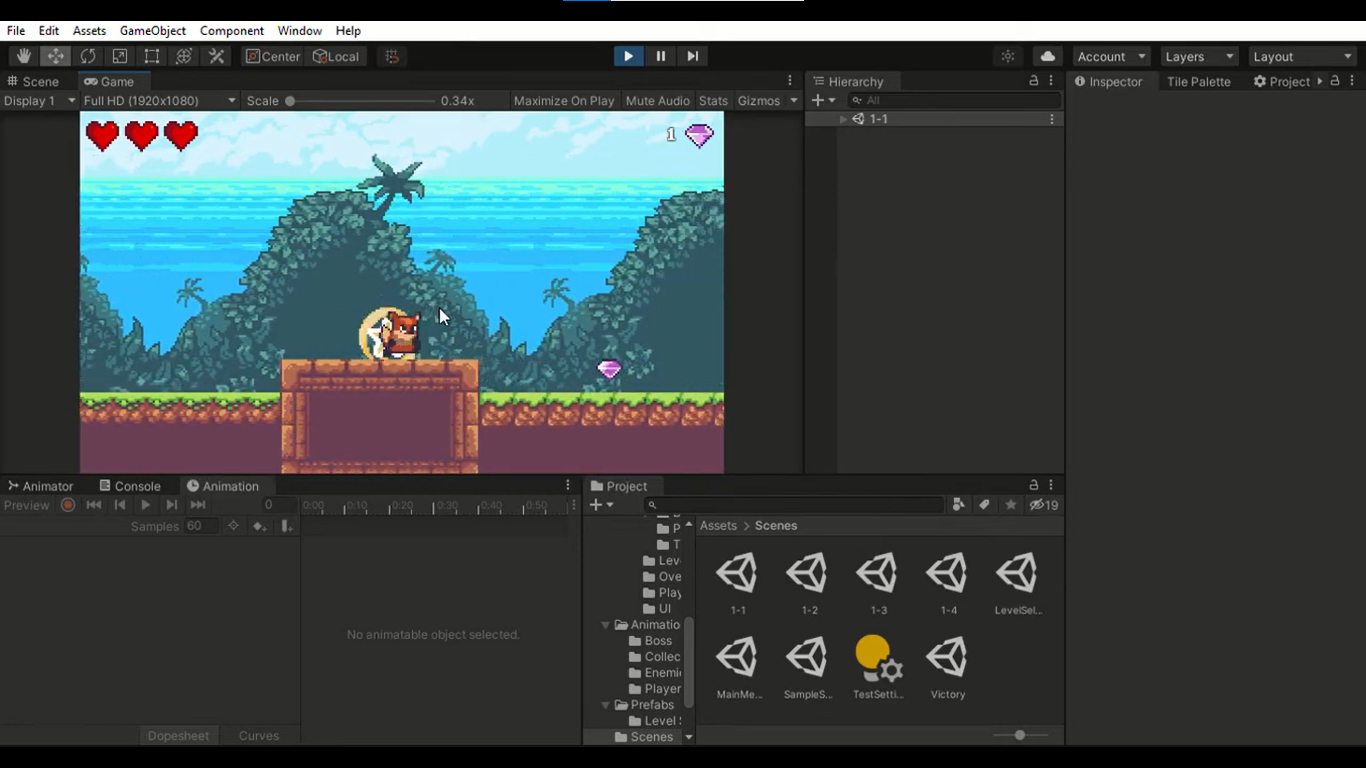 File Edit Assets GameObject Component Window Help
Center Local Account Layers Layout
Scene Game Hierarchy Inspector Tile Palette Project
Display 1 Full HD (1920x1080) Scale 0.34x Maximize On Play Mute Audio Stats Gizmos All
1-1
1
Animator Console Animation Project
Preview 0 0:00 0:10 0:20 0:30 0:40 0:50 19
Samples 60 Assets > Scenes
P
T
Lev
Ove
Play
UI
Animatio
Boss
Collec
Enemi
Player
Prefabs
Level
Scenes
1-1 1-2 1-3 1-4 LevelSel...
MainMe... SampleS... TestSetti... Victory
No animatable object selected.
Dopesheet Curves